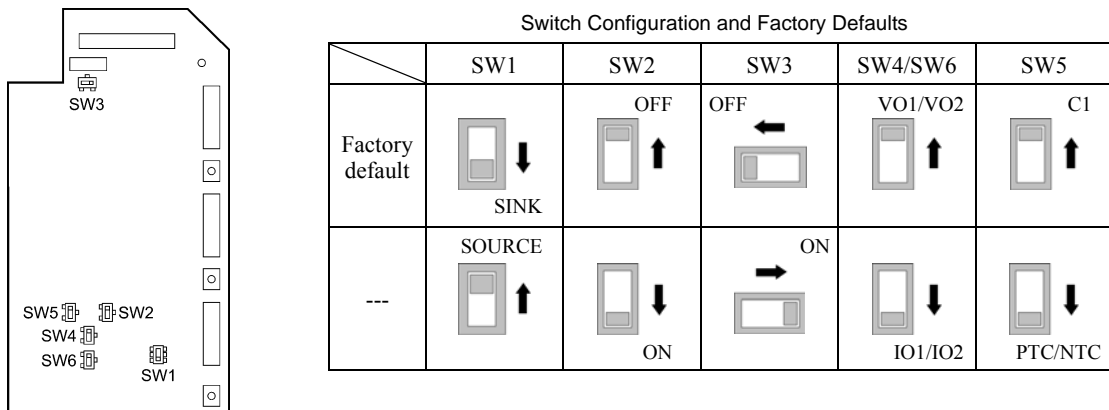 Switch Configuration and Factory Defaults
SW1 SW2 SW3 SW4/SW6 SW5
Factory default
SINK OFF OFF VO1/VO2 C1
---
SOURCE ON ON IO1/IO2 PTC/NTC
SW3
SW5 SW2
SW4
SW6
SW1